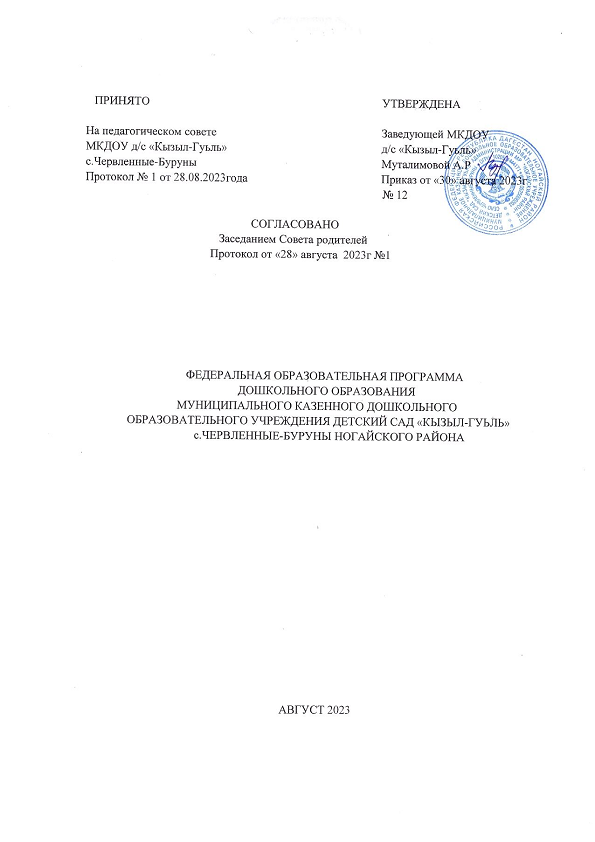 ПРИНЯТО
На педагогическом совете
МКДОУ д/с «Кызыл-Гуьль»
с.Червленные-Буруны
Протокол № 1 от 28.08.2023года
УТВЕРЖДЕНА
Заведующей МКДОУ
д/с «Кызыл-Гуьль»
Муталимовой А.Р
Приказ от «30» августа 2023г.
№ 12
СОГЛАСОВАНО
Заседанием Совета родителей
Протокол от «28» августа 2023г №1
ФЕДЕРАЛЬНАЯ ОБРАЗОВАТЕЛЬНАЯ ПРОГРАММА
ДОШКОЛЬНОГО ОБРАЗОВАНИЯ
МУНИЦИПАЛЬНОГО КАЗЕННОГО ДОШКОЛЬНОГО
ОБРАЗОВАТЕЛЬНОГО УЧРЕЖДЕНИЯ ДЕТСКИЙ САД «КЫЗЫЛ-ГУЬЛЬ»
с.ЧЕРВЛЕННЫЕ-БУРУНЫ НОГАЙСКОГО РАЙОНА
АВГУСТ 2023